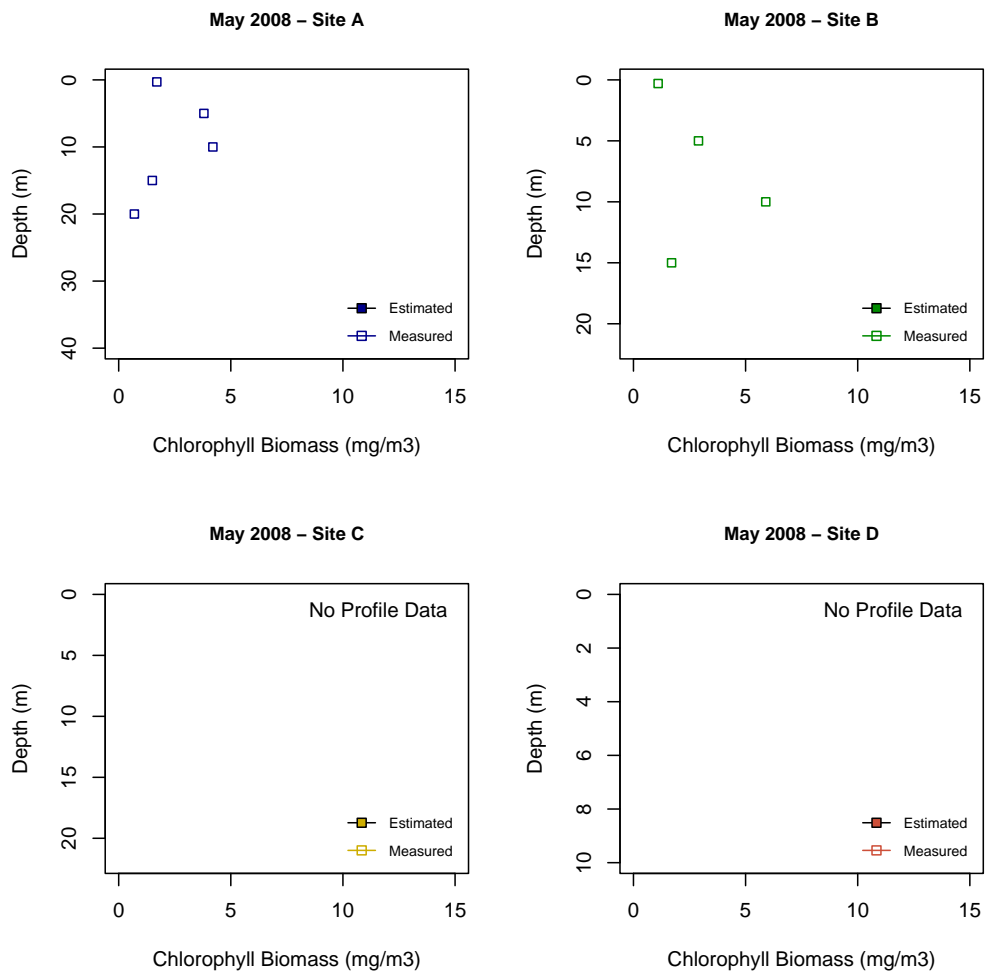 May 2008 – Site A
0
10
20
30
40
Depth (m)
Estimated
Measured
0 5 10 15
Chlorophyll Biomass (mg/m3)
May 2008 – Site B
0
5
10
15
20
Depth (m)
Estimated
Measured
0 5 10 15
Chlorophyll Biomass (mg/m3)
May 2008 – Site C
No Profile Data
0
5
10
15
20
Depth (m)
Estimated
Measured
0 5 10 15
Chlorophyll Biomass (mg/m3)
May 2008 – Site D
No Profile Data
0
2
4
6
8
10
Depth (m)
Estimated
Measured
0 5 10 15
Chlorophyll Biomass (mg/m3)